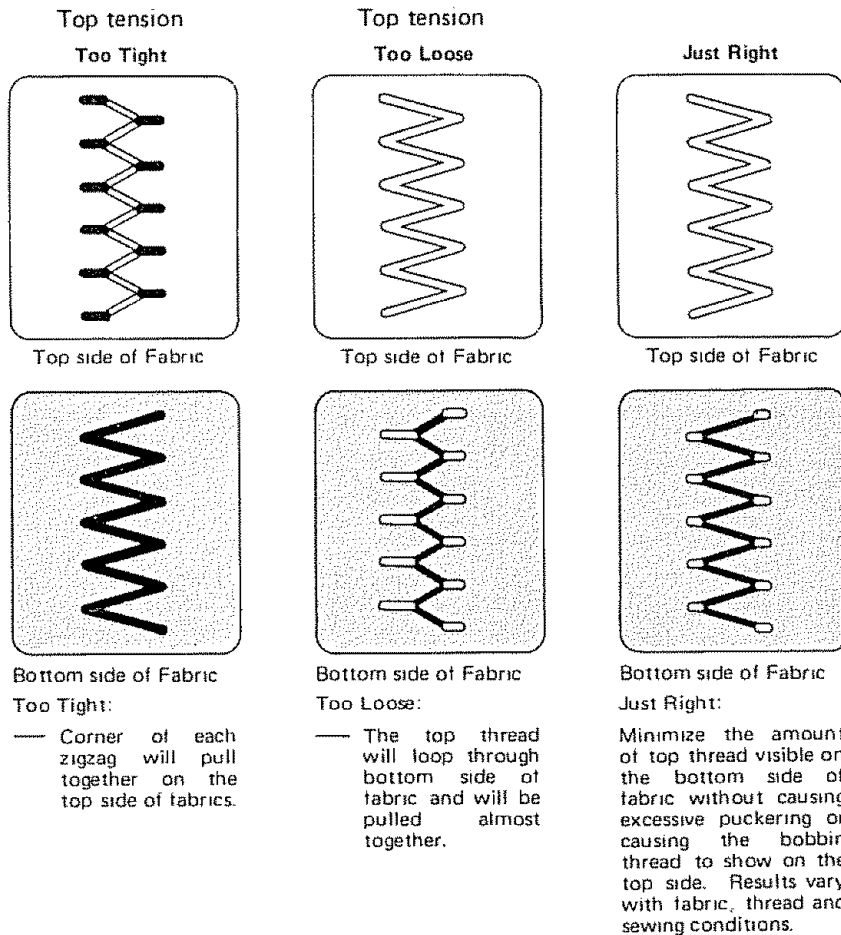 Top tension
Too Tight
Top tension
Too Loose
Just Right
Top side of Fabric
Top side of Fabric
Top side of Fabric
Bottom side of Fabric
Too Tight:
— Corner of each
zigzag will pull
together on the
top side of fabrics.
Bottom side of Fabric
Too Loose:
— The top thread
will loop through
bottom side of
fabric and will be
pulled almost
together.
Bottom side of Fabric
Just Right:
Minimize the amount
of top thread visible on
the bottom side of
fabric without causing
excessive puckering or
causing the bobbin
thread to show on the
top side. Results vary
with fabric, thread and
sewing conditions.